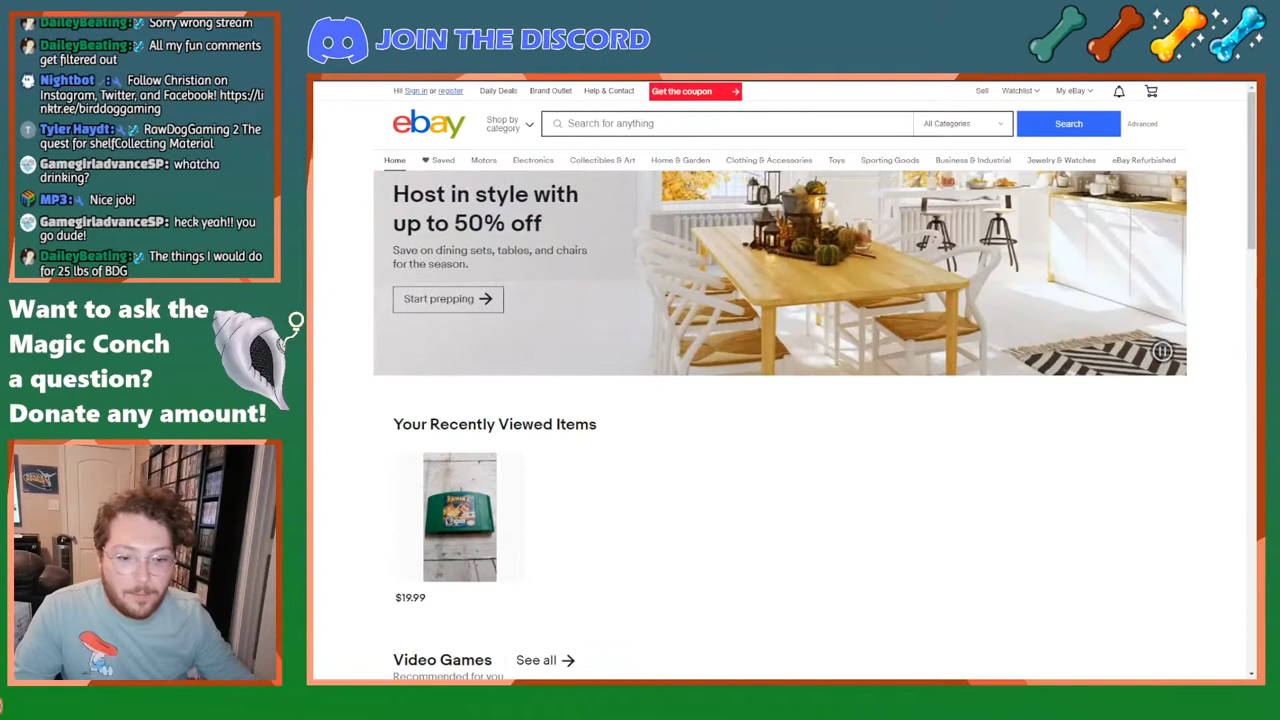 DaileyBeating: Sorry wrong stream
DaileyBeating: All my fun comments
get filtered out
Nightbot: Follow Christian on
Instagram, Twitter, and Facebook! https://li
nktr.ee/birddoggaming
Tyler Haydt: RawDogGaming 2 The
quest for shelfCollecting Material
GamegirladvanceSP: whatcha
drinking?
MP3: Nice job!
GamegirladvanceSP: heck yeah!! you
go dude!
DaileyBeating: The things I would do
for 25 lbs of BDG
Want to ask the
Magic Conch
a question?
Donate any amount!
JOIN THE DISCORD
Hi! Sign in or register Daily Deals Brand Outlet Help & Contact Get the coupon Sell Watchlist My eBay
ebay Shop by
category Search for anything All Categories Search Advanced
Home Saved Motors Electronics Collectibles & Art Home & Garden Clothing & Accessories Toys Sporting Goods Business & Industrial Jewelry & Watches eBay Refurbished
Host in style with
up to 50% off
Save on dining sets, tables, and chairs
for the season.
Start prepping
Your Recently Viewed Items
$19.99
Video Games See all
Recommended for you